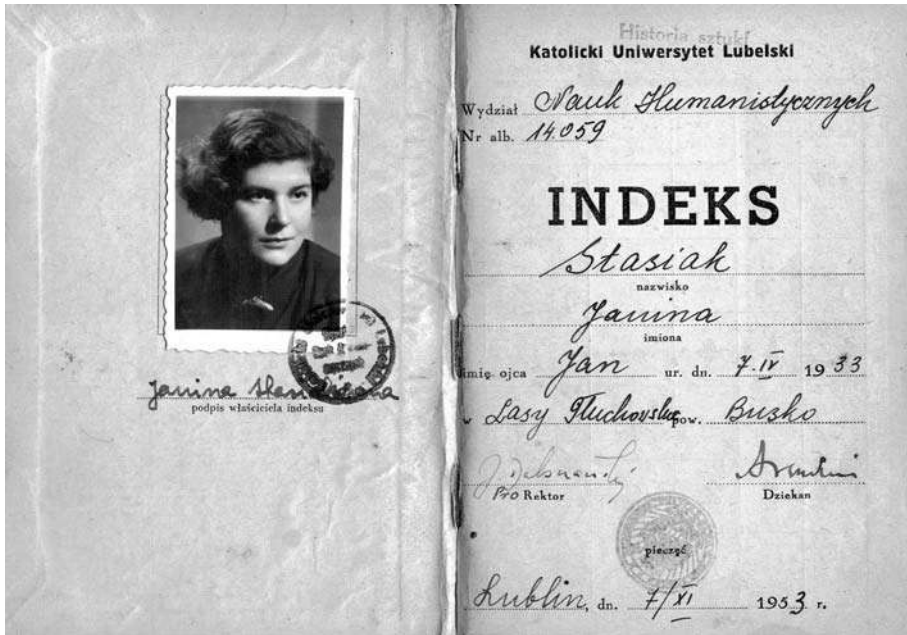 Janina
podpis właściciela indeksu
Historia sztuki
Katolicki Uniwersytet Lubelski
Wydział Nauk Humanistycznych
Nr alb. 14059
INDEKS
Stasiak
nazwisko
Janina
imiona
imię ojca Jan ur. dn. 7.IV 1933
w Lasy pow. Busko
Pro Rektor Dziekan
pieczęć
Lublin, dn. 7/XI 1953 r.